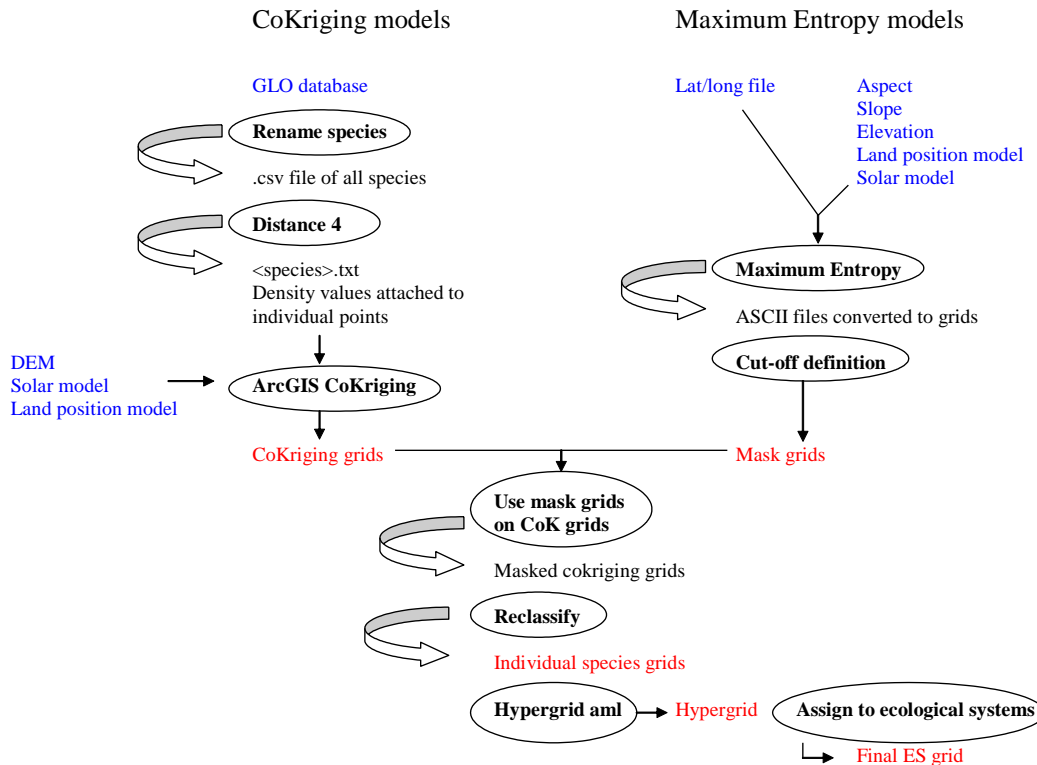 CoKriging models
Maximum Entropy models
GLO database
Rename species
.csv file of all species
Distance 4
<species>.txt
Density values attached to
individual points
DEM
Solar model
Land position model
ArcGIS CoKriging
CoKriging grids
Lat/long file
Aspect
Slope
Elevation
Land position model
Solar model
Maximum Entropy
ASCII files converted to grids
Cut-off definition
Mask grids
Use mask grids
on CoK grids
Masked cokriging grids
Reclassify
Individual species grids
Hypergrid aml
Hypergrid
Assign to ecological systems
Final ES grid